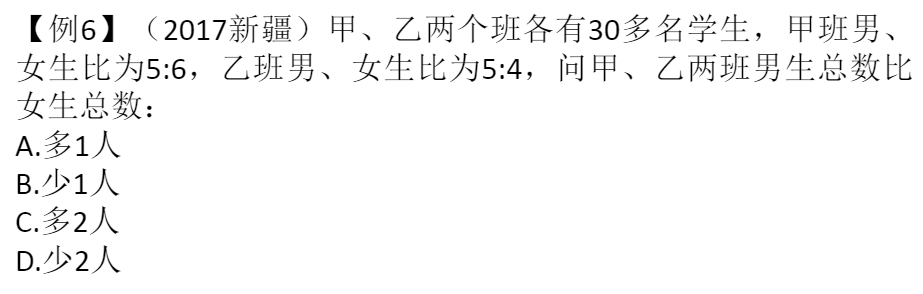 【例6】（2017新疆）甲、乙两个班各有30多名学生，甲班男、
女生比为5:6，乙班男、女生比为5:4，问甲、乙两班男生总数比
女生总数：
A.多1人
B.少1人
C.多2人
D.少2人